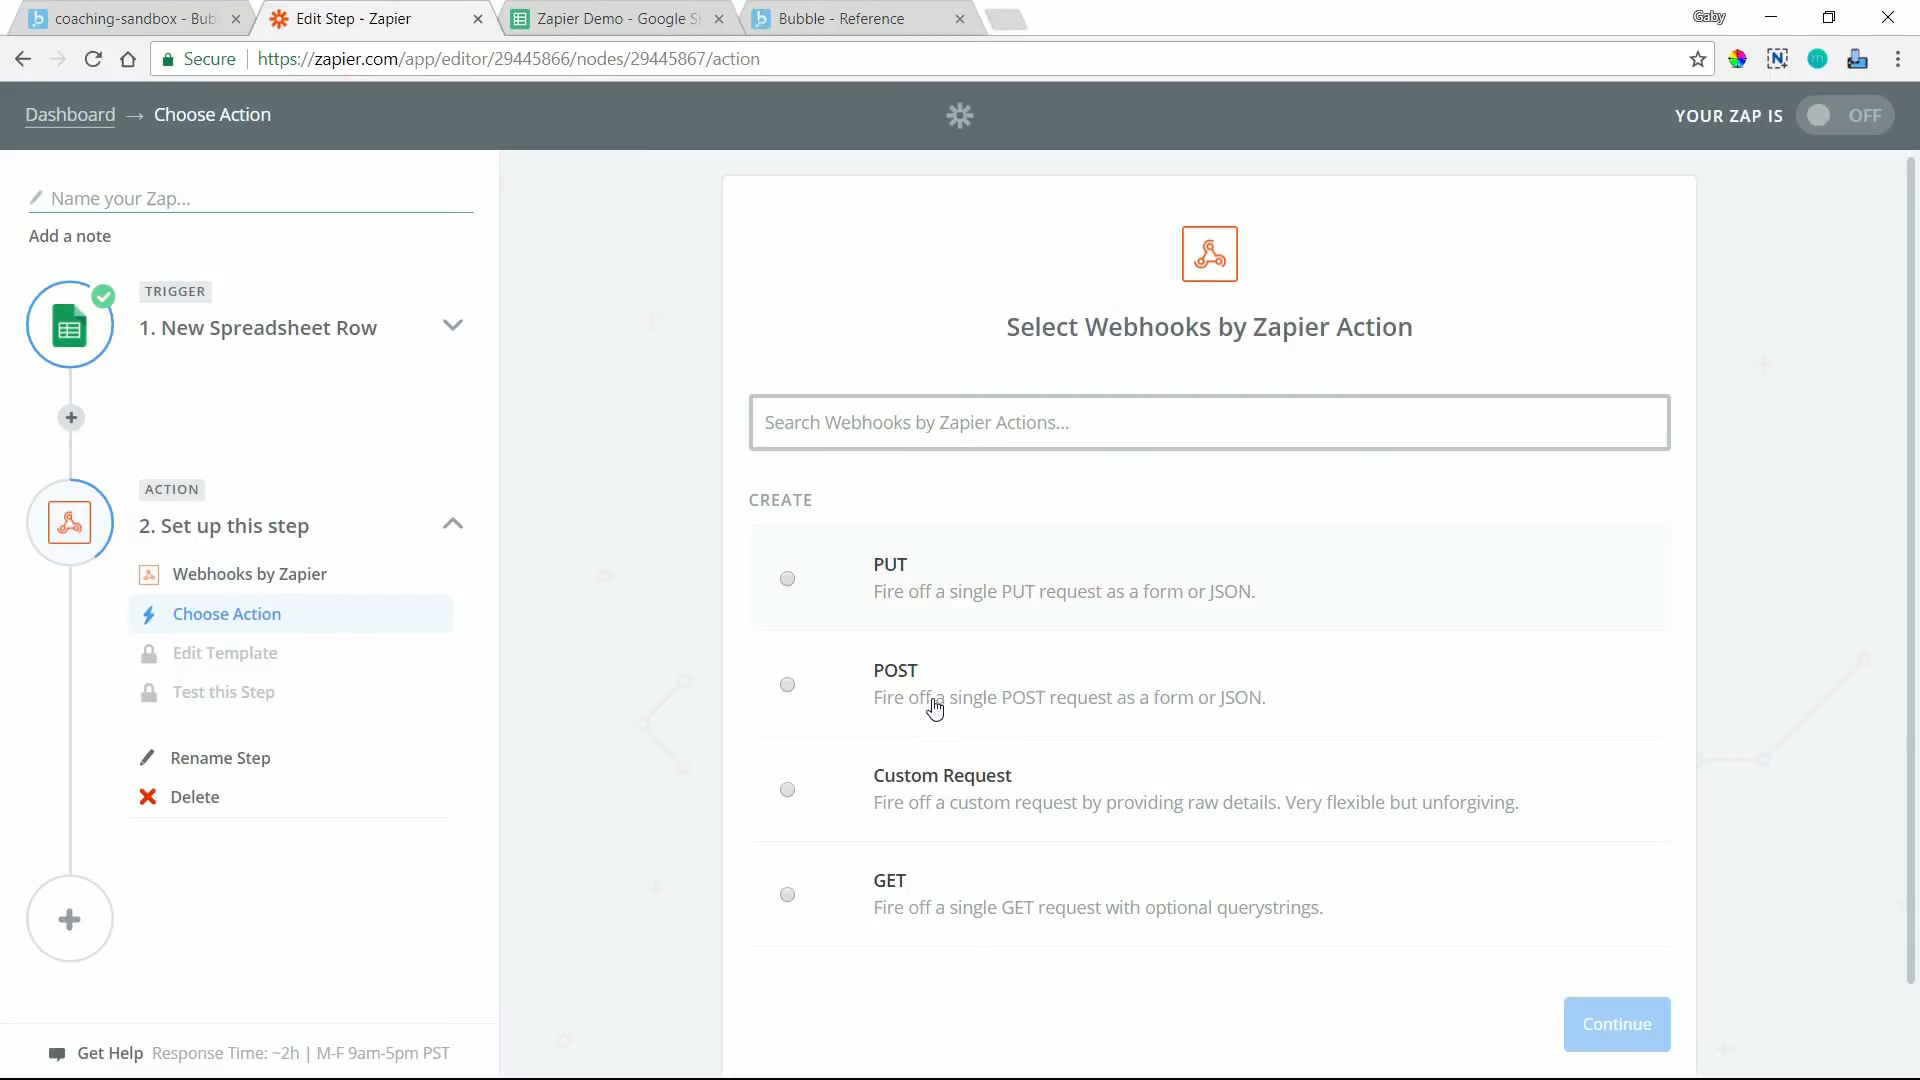 coaching-sandbox - Bub
Edit Step - Zapier
Zapier Demo - Google S
Bubble - Reference
Gaby
Secure
https://zapier.com/app/editor/29445866/nodes/29445867/action
Dashboard → Choose Action
YOUR ZAP IS
OFF
Name your Zap...
Add a note
TRIGGER
1. New Spreadsheet Row
ACTION
2. Set up this step
Webhooks by Zapier
Choose Action
Edit Template
Test this Step
Rename Step
Delete
Get Help Response Time: ~2h | M-F 9am-5pm PST
Select Webhooks by Zapier Action
Search Webhooks by Zapier Actions...
CREATE
PUT
Fire off a single PUT request as a form or JSON.
POST
Fire off a single POST request as a form or JSON.
Custom Request
Fire off a custom request by providing raw details. Very flexible but unforgiving.
GET
Fire off a single GET request with optional querystrings.
Continue